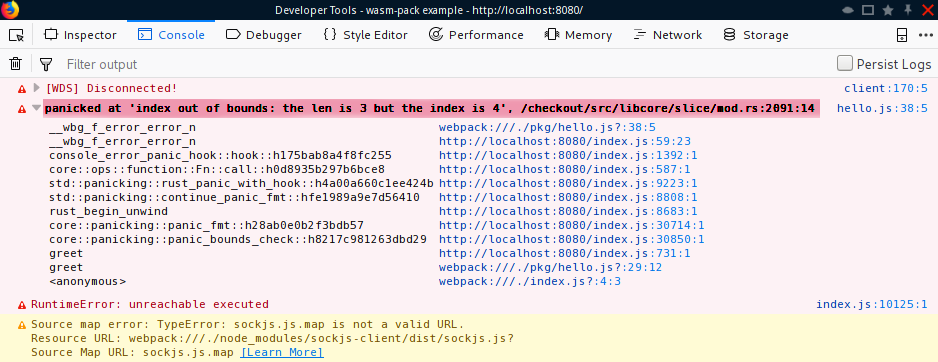 Developer Tools - wasm-pack example - http://localhost:8080/
Inspector Console Debugger {} Style Editor Performance Memory Network Storage
Filter output Persist Logs
[WDS] Disconnected! client:170:5
panicked at 'index out of bounds: the len is 3 but the index is 4', /checkout/src/libcore/slice/mod.rs:2091:14 hello.js:38:5
__wbg_f_error_error_n webpack:///./pkg/hello.js?:38:5
__wbg_f_error_error_n http://localhost:8080/index.js:59:23
console_error_panic_hook::hook::h175bab8a4f8fc255 http://localhost:8080/index.js:1392:1
core::ops::function::Fn::call::h0d8935b297b6bce8 http://localhost:8080/index.js:587:1
std::panicking::rust_panic_with_hook::h4a00a660c1ee424b http://localhost:8080/index.js:9223:1
std::panicking::continue_panic_fmt::hfe1989a9e7d56410 http://localhost:8080/index.js:8808:1
rust_begin_unwind http://localhost:8080/index.js:8683:1
core::panicking::panic_fmt::h28ab0e0b2f3bdb57 http://localhost:8080/index.js:30714:1
core::panicking::panic_bounds_check::h8217c981263dbd29 http://localhost:8080/index.js:30850:1
greet http://localhost:8080/index.js:731:1
greet webpack:///./pkg/hello.js?:29:12
<anonymous> webpack:///./index.js?:4:3
RuntimeError: unreachable executed index.js:10125:1
Source map error: TypeError: sockjs.js.map is not a valid URL.
Resource URL: webpack:///./node_modules/sockjs-client/dist/sockjs.js?
Source Map URL: sockjs.js.map [Learn More]